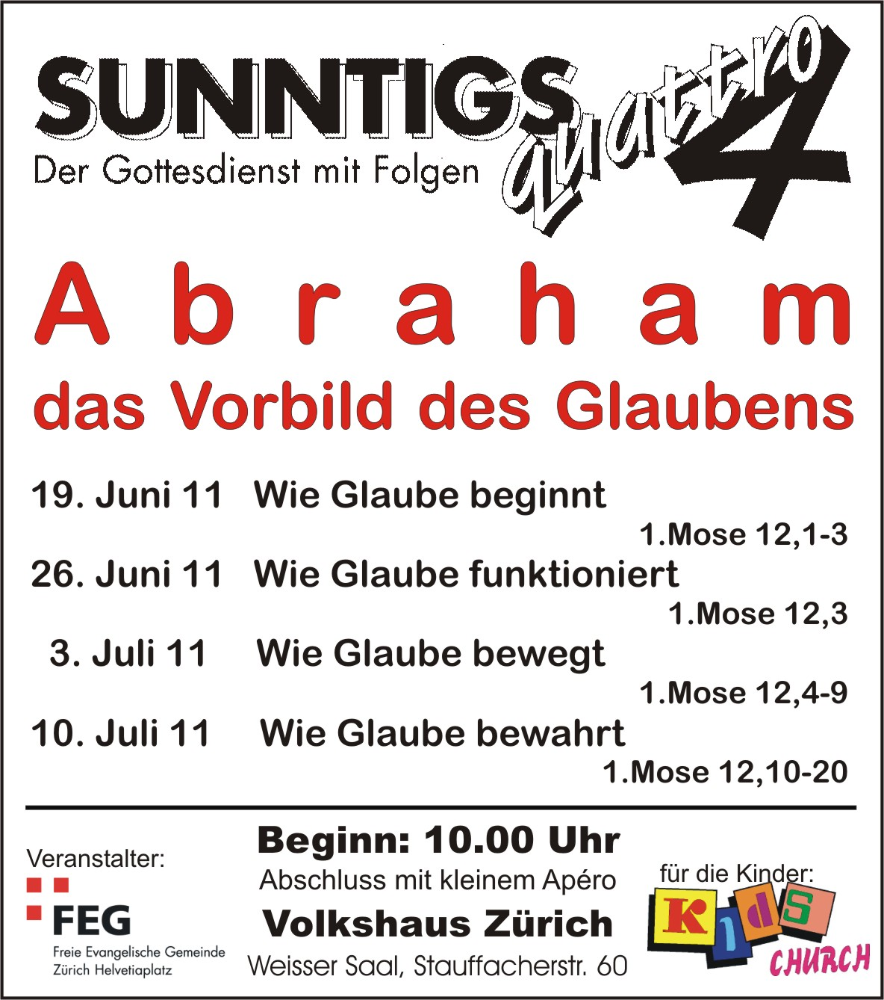 SUNNTIGS quattro 4
Der Gottesdienst mit Folgen
Abraham
das Vorbild des Glaubens
19. Juni 11 Wie Glaube beginnt
1.Mose 12,1-3
26. Juni 11 Wie Glaube funktioniert
1.Mose 12,3
3. Juli 11 Wie Glaube bewegt
1.Mose 12,4-9
10. Juli 11 Wie Glaube bewahrt
1.Mose 12,10-20
Veranstalter:
FEG
Freie Evangelische Gemeinde
Zürich Helvetiaplatz
Beginn: 10.00 Uhr
Abschluss mit kleinem Apéro
Volkshaus Zürich
Weisser Saal, Stauffacherstr. 60
für die Kinder:
KidS
CHURCH